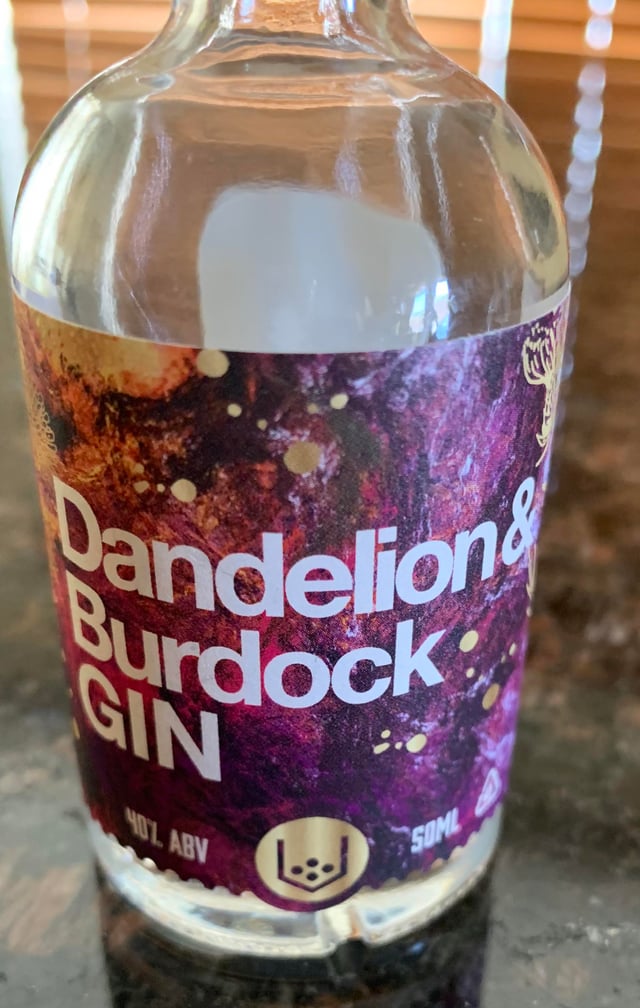 Dandelion &
Burdock
GIN
40% ABV
50ML